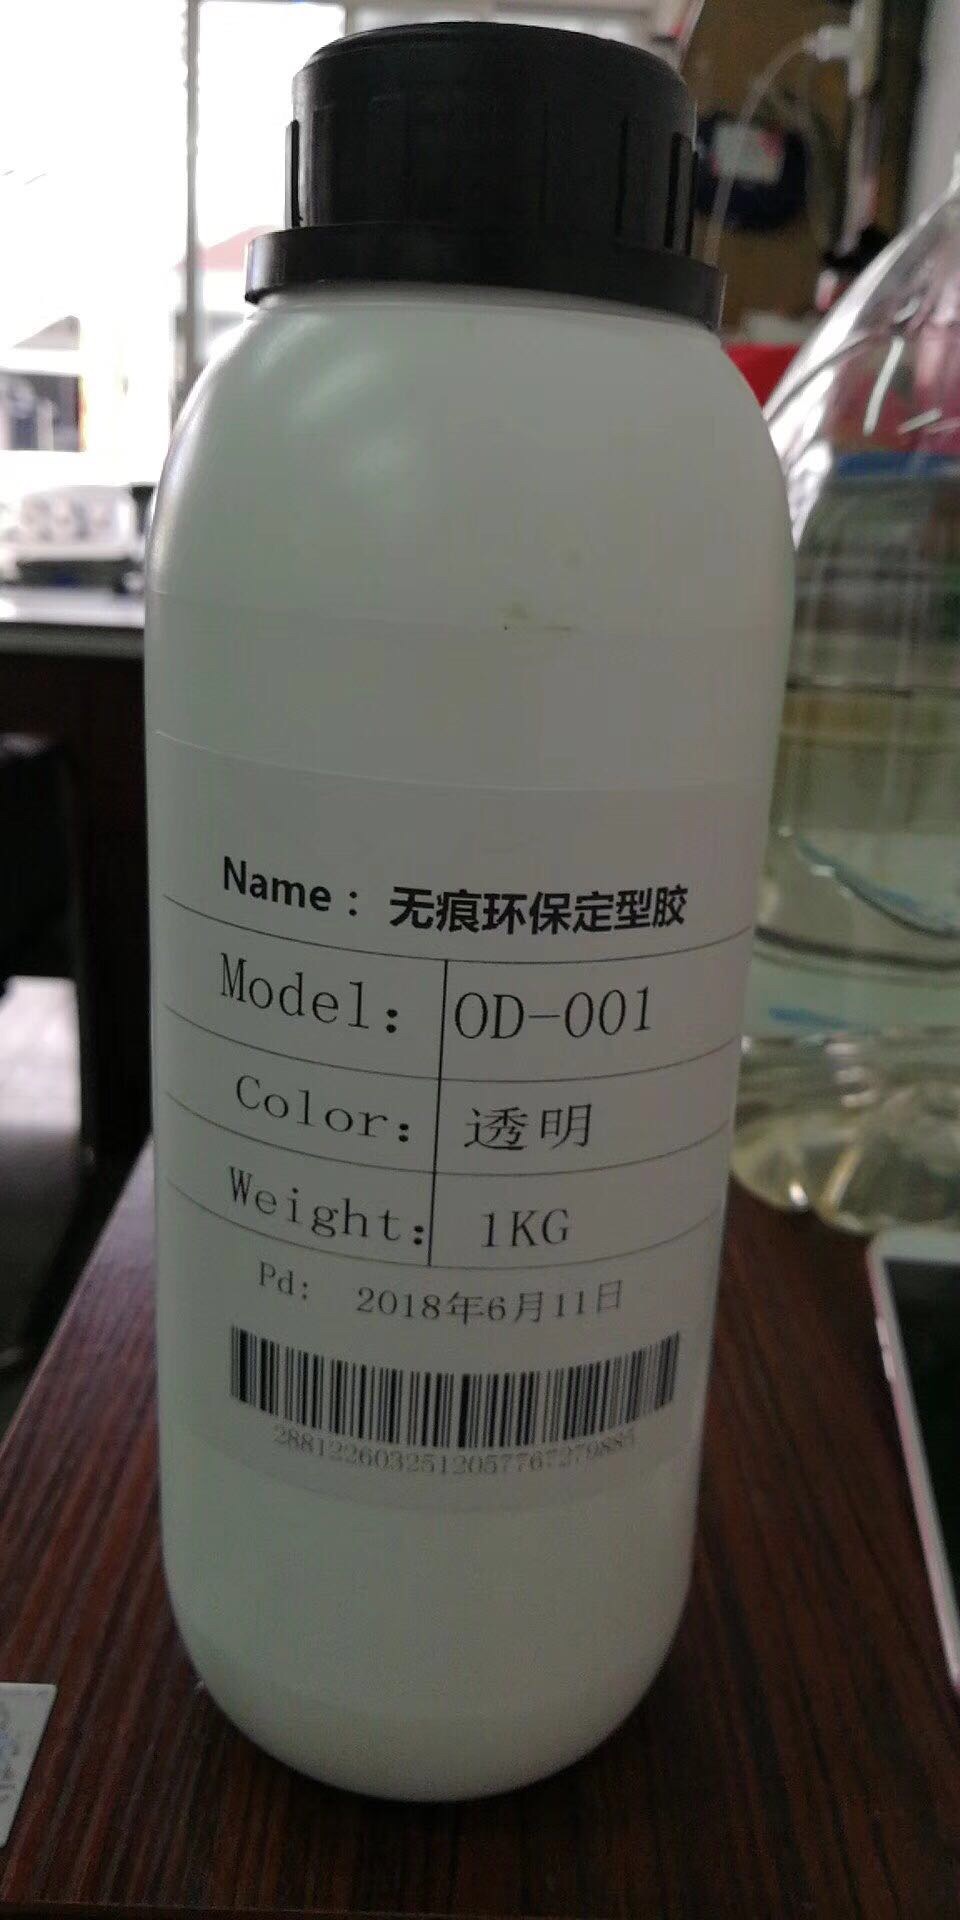 Name：无痕环保定型胶
Model: OD-001
Color: 透明
Weight: 1KG
Pd: 2018年6月11日
2881226032512057767279885